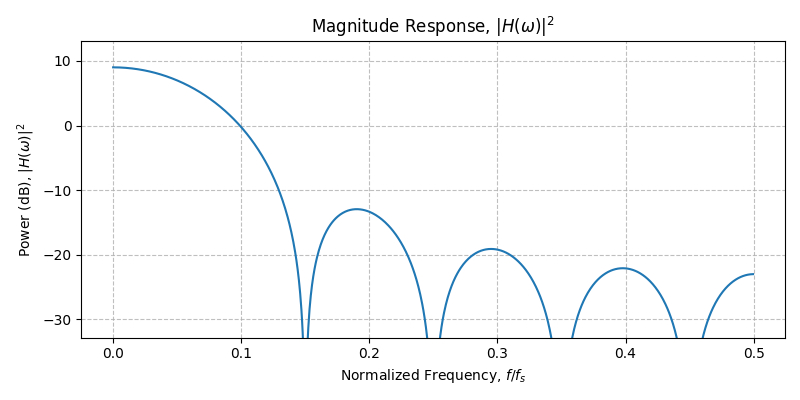 Magnitude Response, |H(ω)|²
10
0
−10
−20
−30
Power (dB), |H(ω)|²
0.0 0.1 0.2 0.3 0.4 0.5
Normalized Frequency, f/fₛ